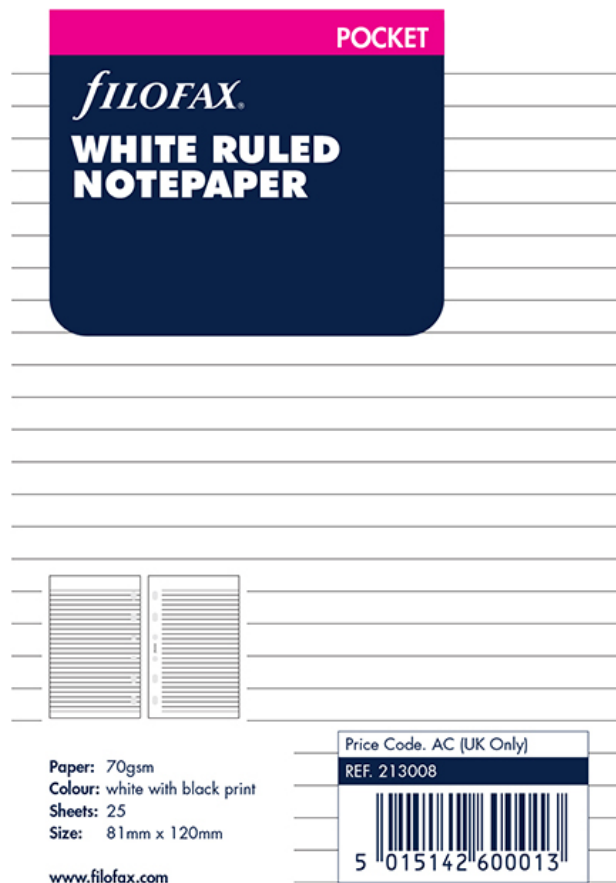 POCKET
fILOFAX®
WHITE RULED
NOTEPAPER
Paper: 70gsm
Colour: white with black print
Sheets: 25
Size: 81mm x 120mm
www.filofax.com
Price Code. AC (UK Only)
REF. 213008
5 015142 600013